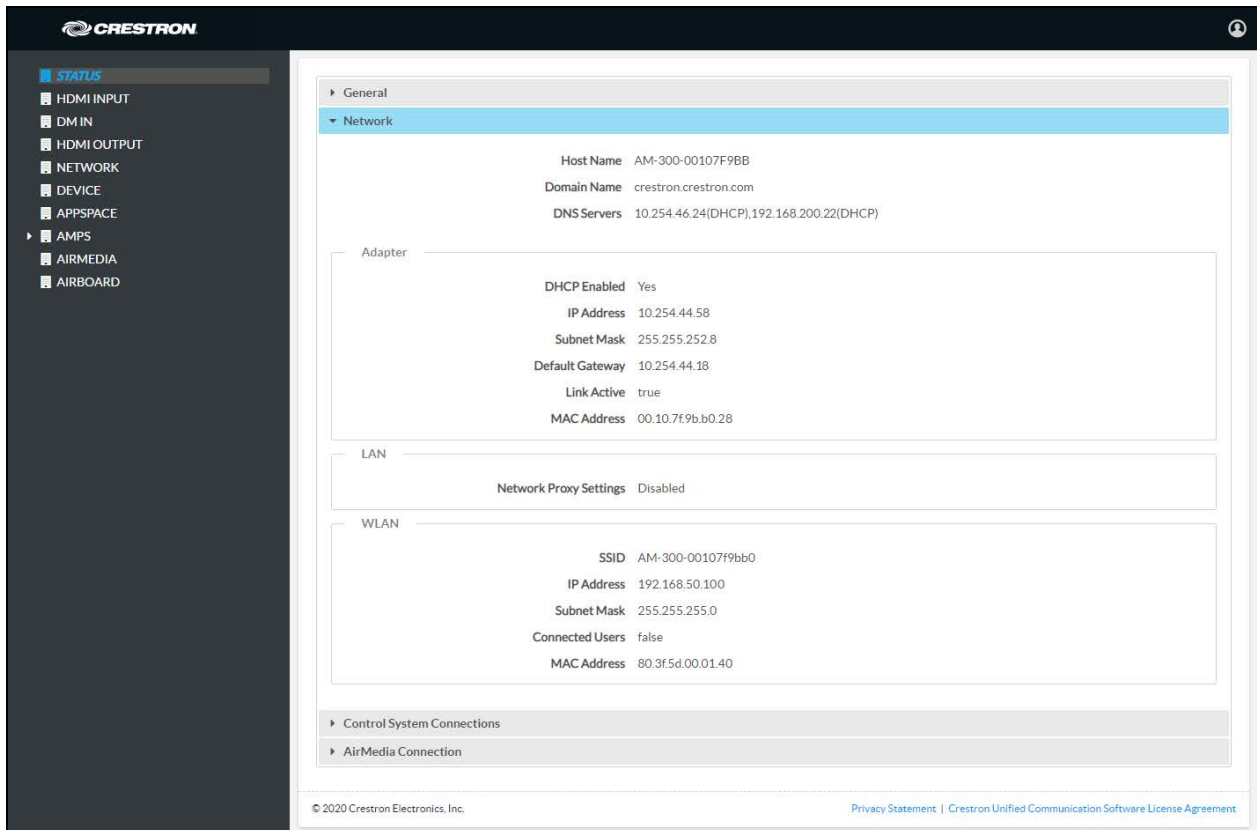 CRESTRON
STATUS
HDMI INPUT
DM IN
HDMI OUTPUT
NETWORK
DEVICE
APPSPACE
AMPS
AIRMEDIA
AIRBOARD
General
Network
Host Name AM-300-00107F9BB
Domain Name crestron.crestron.com
DNS Servers 10.254.46.24(DHCP),192.168.200.22(DHCP)
Adapter
DHCP Enabled Yes
IP Address 10.254.44.58
Subnet Mask 255.255.252.8
Default Gateway 10.254.44.18
Link Active true
MAC Address 00.10.7f.9b.b0.28
LAN
Network Proxy Settings Disabled
WLAN
SSID AM-300-00107f9bb0
IP Address 192.168.50.100
Subnet Mask 255.255.255.0
Connected Users false
MAC Address 80.3f.5d.00.01.40
Control System Connections
AirMedia Connection
© 2020 Crestron Electronics, Inc.
Privacy Statement | Crestron Unified Communication Software License Agreement